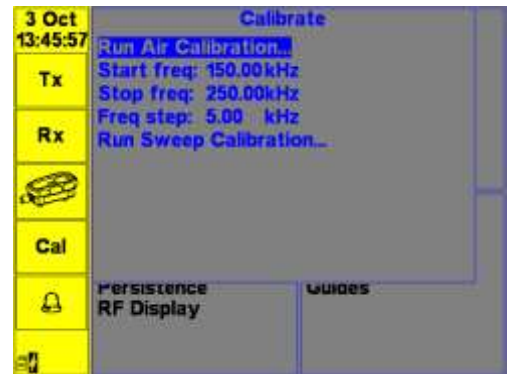 3 Oct
13:45:57
Tx
Rx
Cal
Calibrate
Run Air Calibration...
Start freq: 150.00kHz
Stop freq: 250.00kHz
Freq step: 5.00 kHz
Run Sweep Calibration...
Persistence
RF Display
Guides